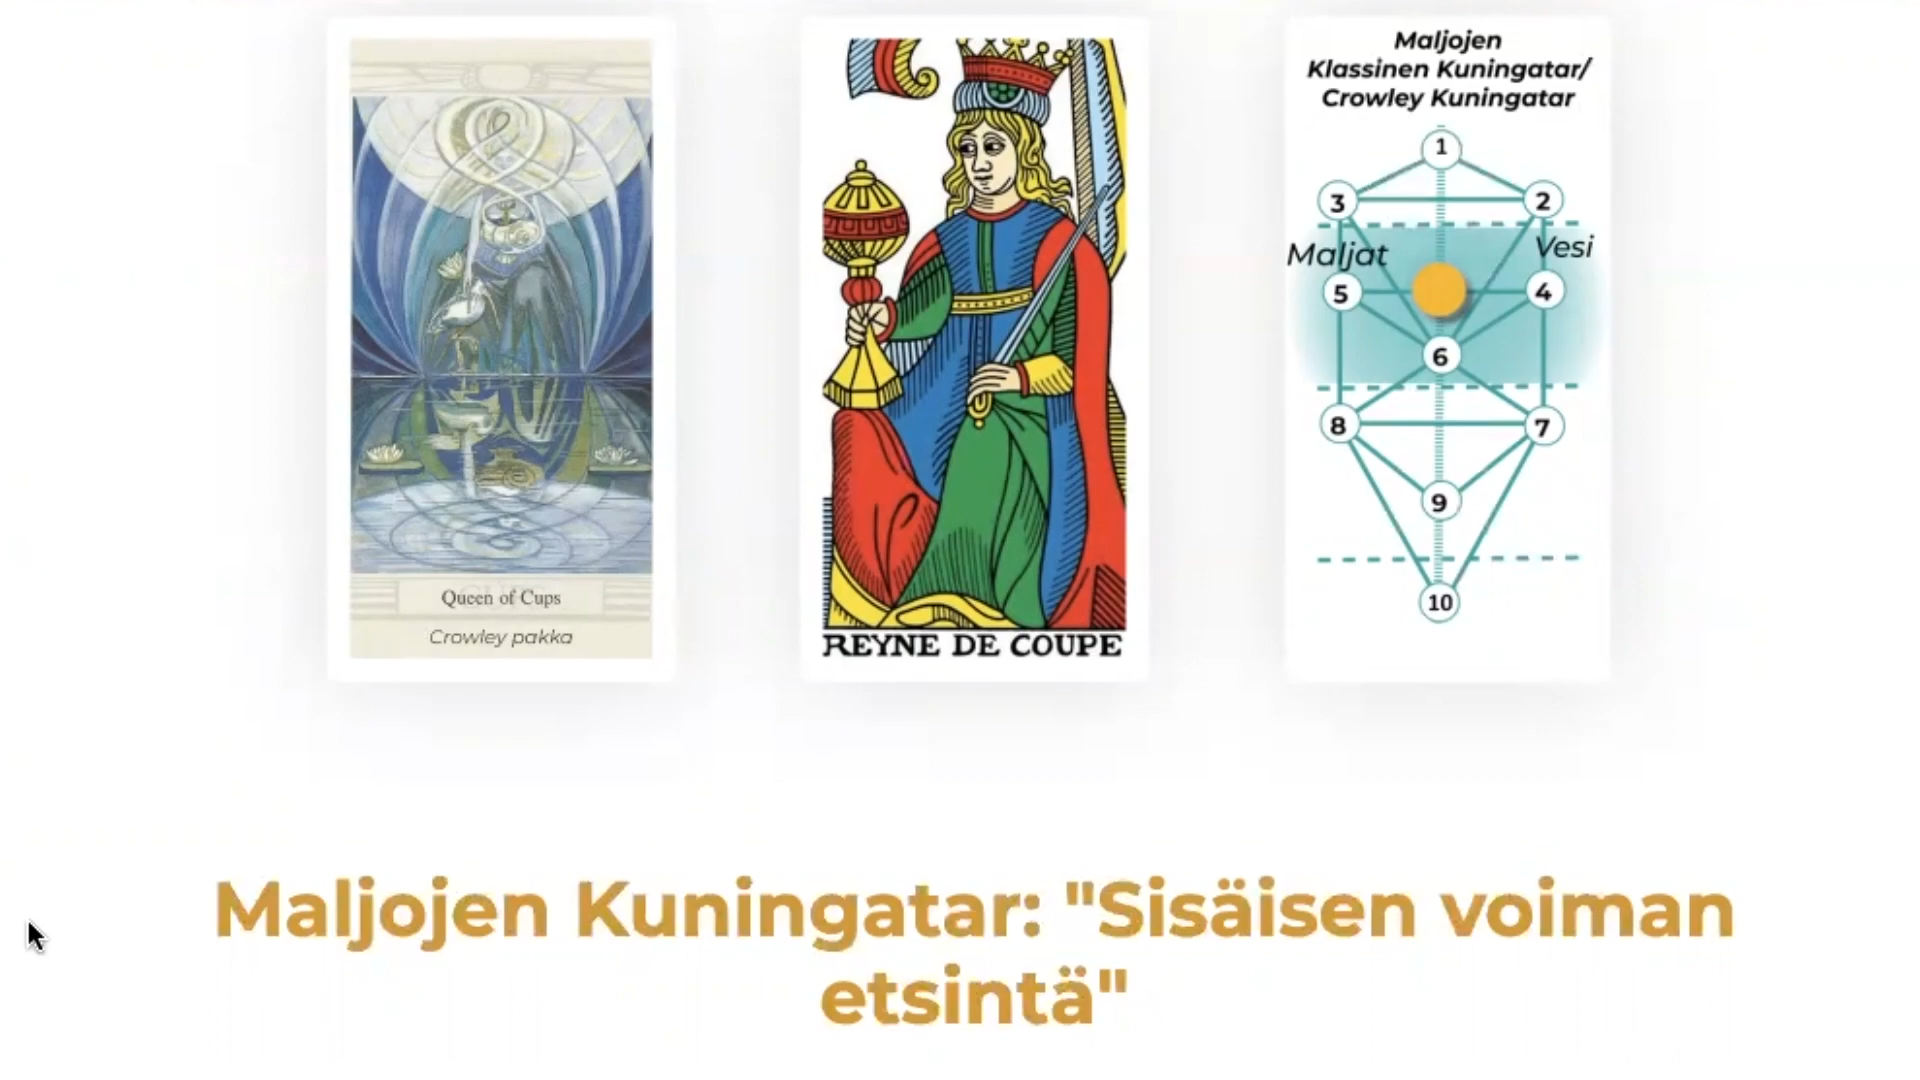 Queen of Cups
Crowley pakka
REYNE DE COUPE
Maljojen
Klassinen Kuningatar/
Crowley Kuningatar
1
3
2
Maljat
Vesi
5
4
6
8
7
9
10
Maljojen Kuningatar: "Sisäisen voiman
etsintä"